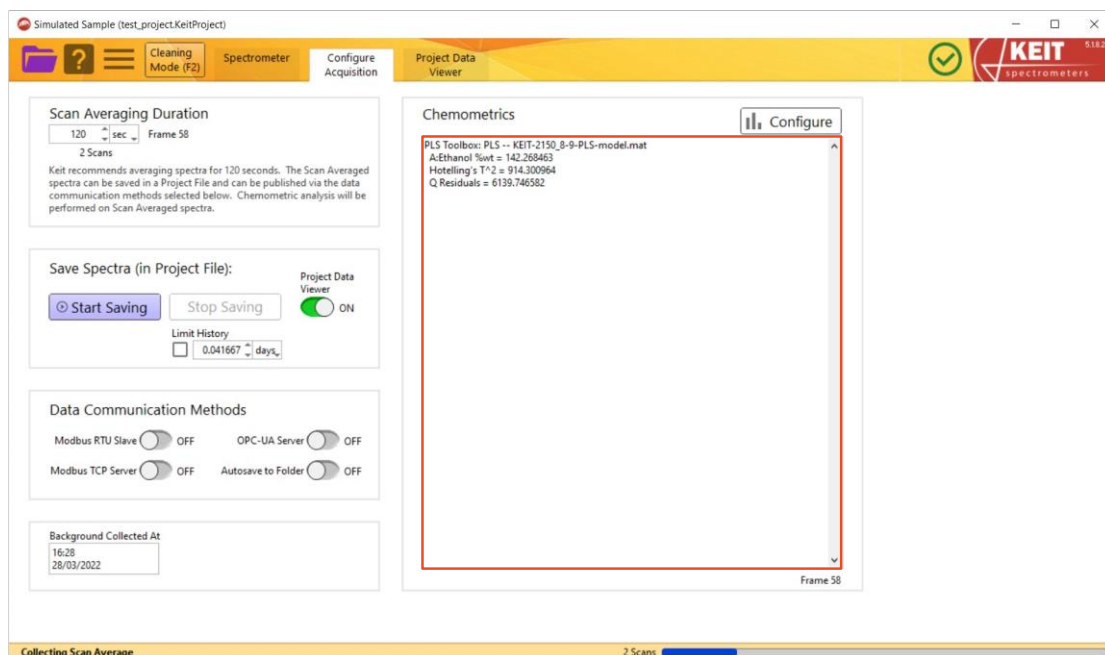 Simulated Sample (test_project.KeitProject)
?
Cleaning
Mode (F2)
Spectrometer
Configure
Acquisition
Project Data
Viewer
KEIT
spectrometers
5.18.2
Scan Averaging Duration
120 sec Frame 58
2 Scans
Keit recommends averaging spectra for 120 seconds. The Scan Averaged
spectra can be saved in a Project File and can be published via the data
communication methods selected below. Chemometric analysis will be
performed on Scan Averaged spectra.
Save Spectra (in Project File):
Project Data
Viewer
Start Saving
Stop Saving
ON
Limit History
0.041667 days
Data Communication Methods
Modbus RTU Slave OFF OPC-UA Server OFF
Modbus TCP Server OFF Autosave to Folder OFF
Background Collected At
16:28
28/03/2022
Chemometrics
Configure
PLS Toolbox: PLS -- KEIT-2150_8-9-PLS-model.mat
A:Ethanol %wt = 142.268463
Hotelling's T^2 = 914.300964
Q Residuals = 6139.746582
Frame 58
Collecting Scan Average
2 Scans